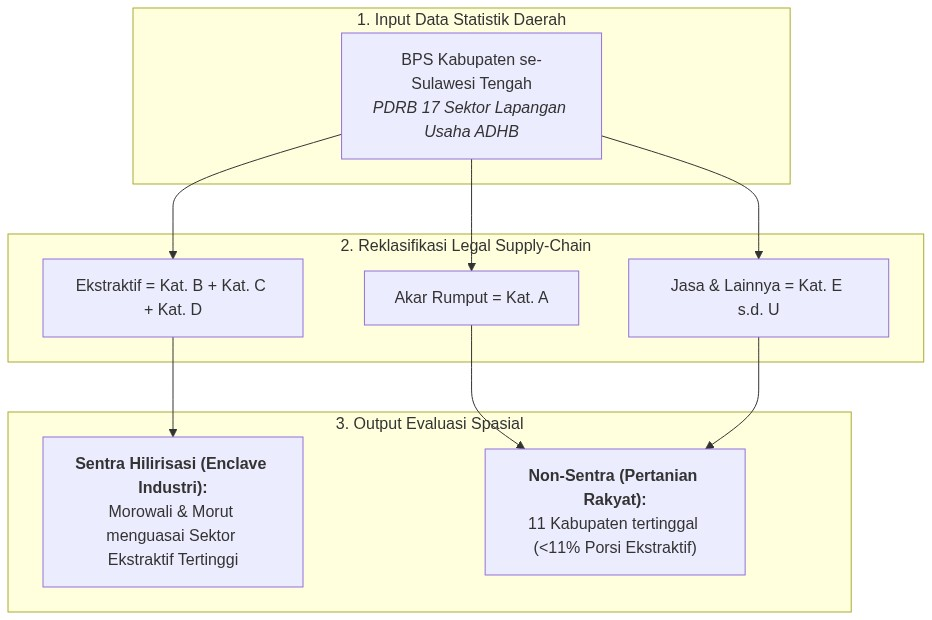 1. Input Data Statistik Daerah
BPS Kabupaten se-
Sulawesi Tengah
PDRB 17 Sektor Lapangan
Usaha ADHB
2. Reklasifikasi Legal Supply-Chain
Ekstraktif = Kat. B + Kat. C
+ Kat. D
Akar Rumput = Kat. A
Jasa & Lainnya = Kat. E
s.d. U
3. Output Evaluasi Spasial
Sentra Hilirisasi (Enclave
Industri):
Morowali & Morut
menguasai Sektor
Ekstraktif Tertinggi
Non-Sentra (Pertanian
Rakyat):
11 Kabupaten tertinggal
(<11% Porsi Ekstraktif)